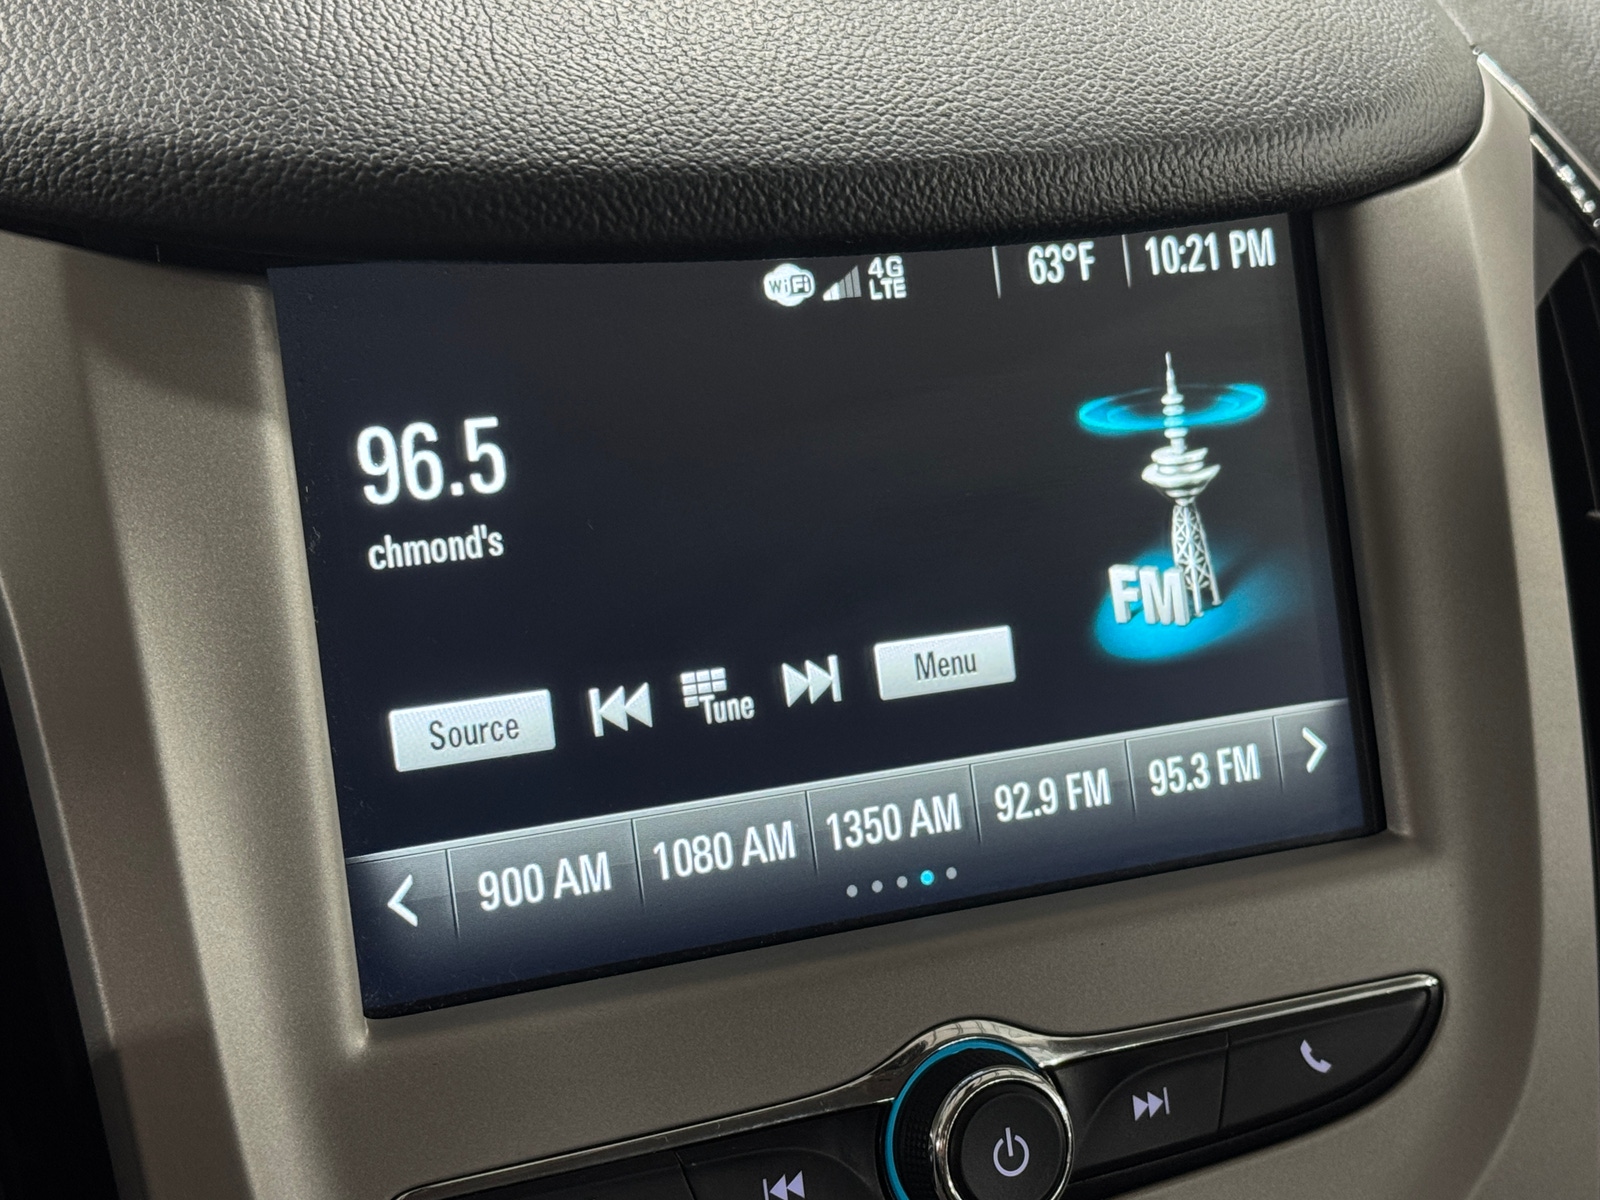 WiFi 4G LTE 63°F 10:21 PM
96.5
chmond's
FM
Source Tune Menu
900 AM 1080 AM 1350 AM 92.9 FM 95.3 FM